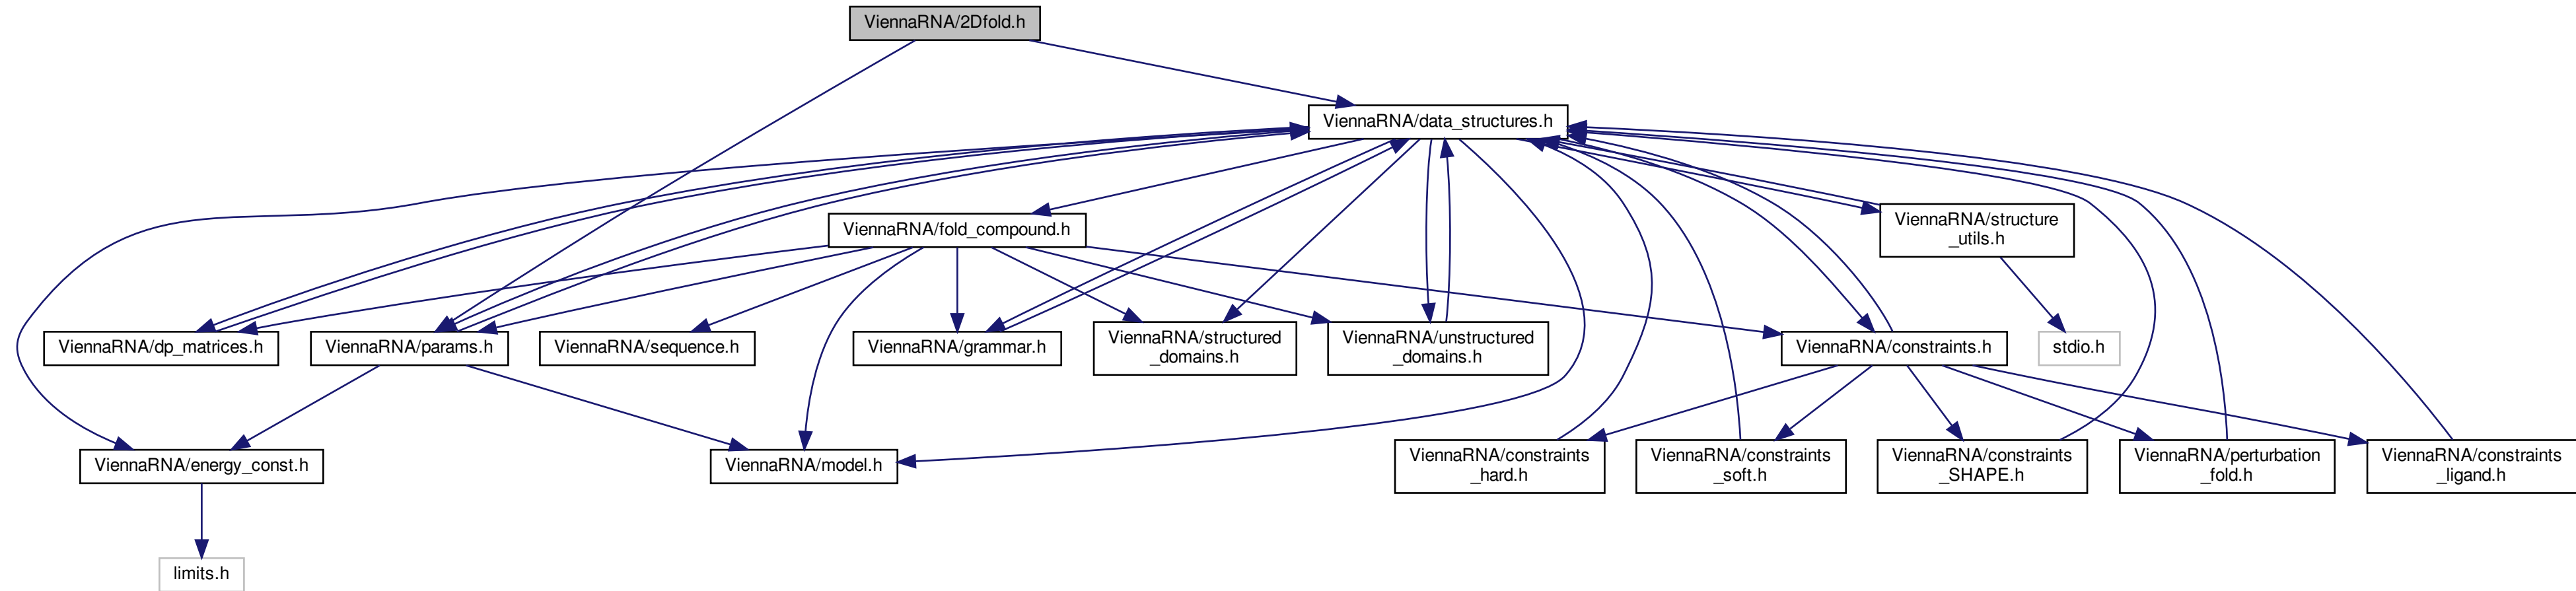 ViennaRNA/2Dfold.h
ViennaRNA/data_structures.h
ViennaRNA/fold_compound.h
ViennaRNA/structure
_utils.h
ViennaRNA/dp_matrices.h
ViennaRNA/params.h
ViennaRNA/sequence.h
ViennaRNA/grammar.h
ViennaRNA/structured
_domains.h
ViennaRNA/unstructured
_domains.h
ViennaRNA/constraints.h
stdio.h
ViennaRNA/energy_const.h
ViennaRNA/model.h
ViennaRNA/constraints
_hard.h
ViennaRNA/constraints
_soft.h
ViennaRNA/constraints
_SHAPE.h
ViennaRNA/perturbation
_fold.h
ViennaRNA/constraints
_ligand.h
limits.h